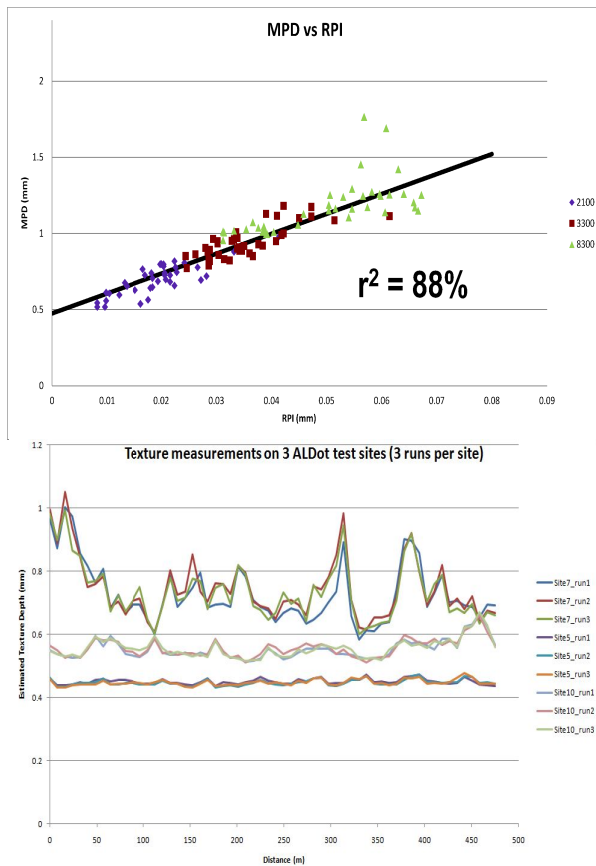 MPD vs RPI
2
1.5
1
0.5
0
MPD (mm)
0 0.01 0.02 0.03 0.04 0.05 0.06 0.07 0.08 0.09
RPI (mm)
r² = 88%
2100
3300
8300
Texture measurements on 3 ALDot test sites (3 runs per site)
1.2
1
0.8
0.6
0.4
0.2
0
Estimated Texture Depth (mm)
0 50 100 150 200 250 300 350 400 450 500
Distance (m)
Site7_run1
Site7_run2
Site7_run3
Site5_run1
Site5_run2
Site5_run3
Site10_run1
Site10_run2
Site10_run3